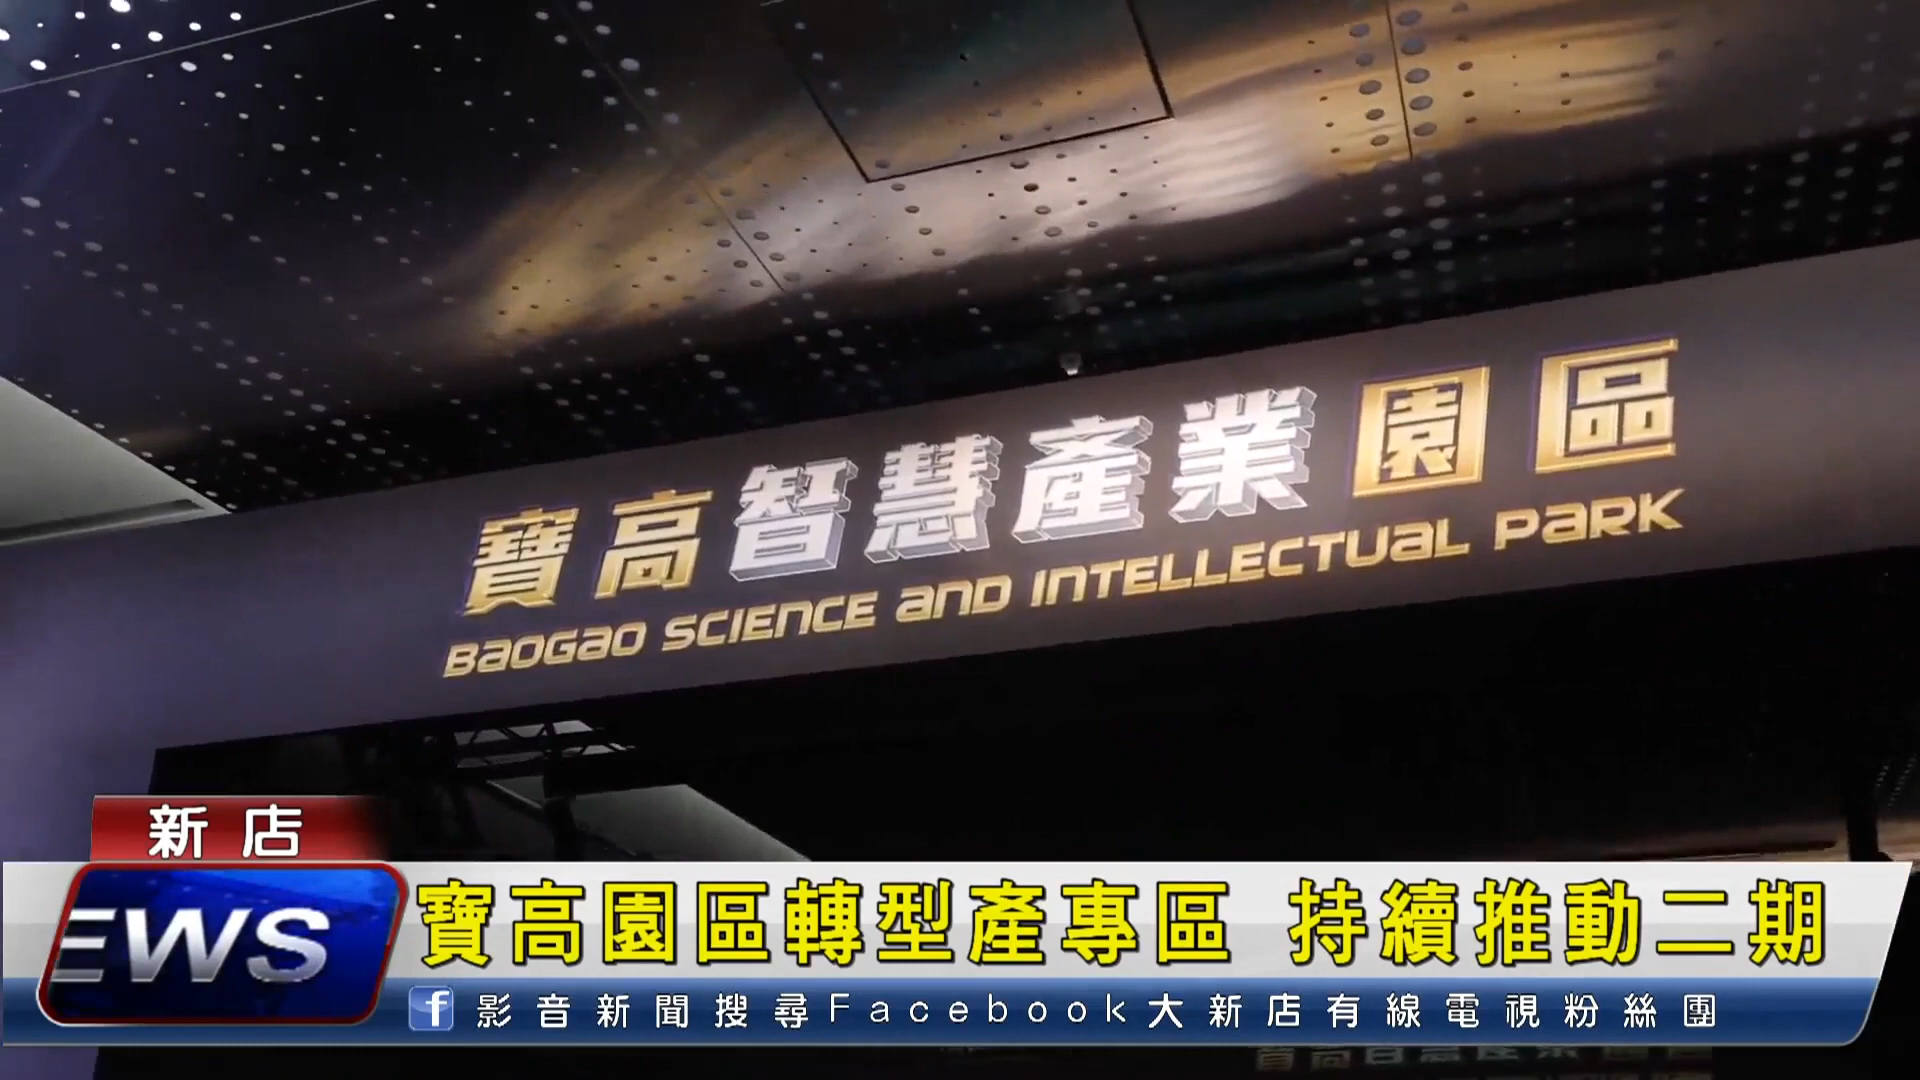 寶高智慧產業園區
BAOGAO SCIENCE AND INTELLECTUAL PARK
新店
EWS
寶高園區轉型產專區 持續推動二期
f 影音新聞搜尋Facebook大新店有線電視粉絲團